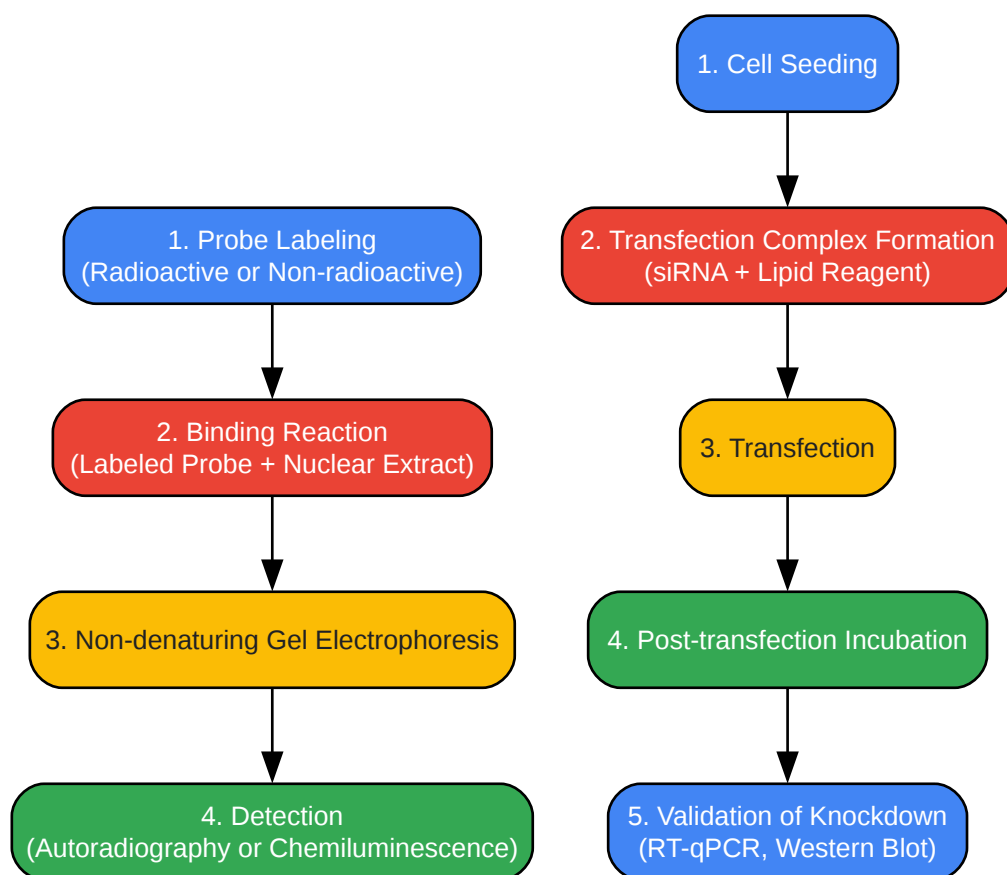 1. Probe Labeling
(Radioactive or Non-radioactive)
2. Binding Reaction
(Labeled Probe + Nuclear Extract)
3. Non-denaturing Gel Electrophoresis
4. Detection
(Autoradiography or Chemiluminescence)
1. Cell Seeding
2. Transfection Complex Formation
(siRNA + Lipid Reagent)
3. Transfection
4. Post-transfection Incubation
5. Validation of Knockdown
(RT-qPCR, Western Blot)